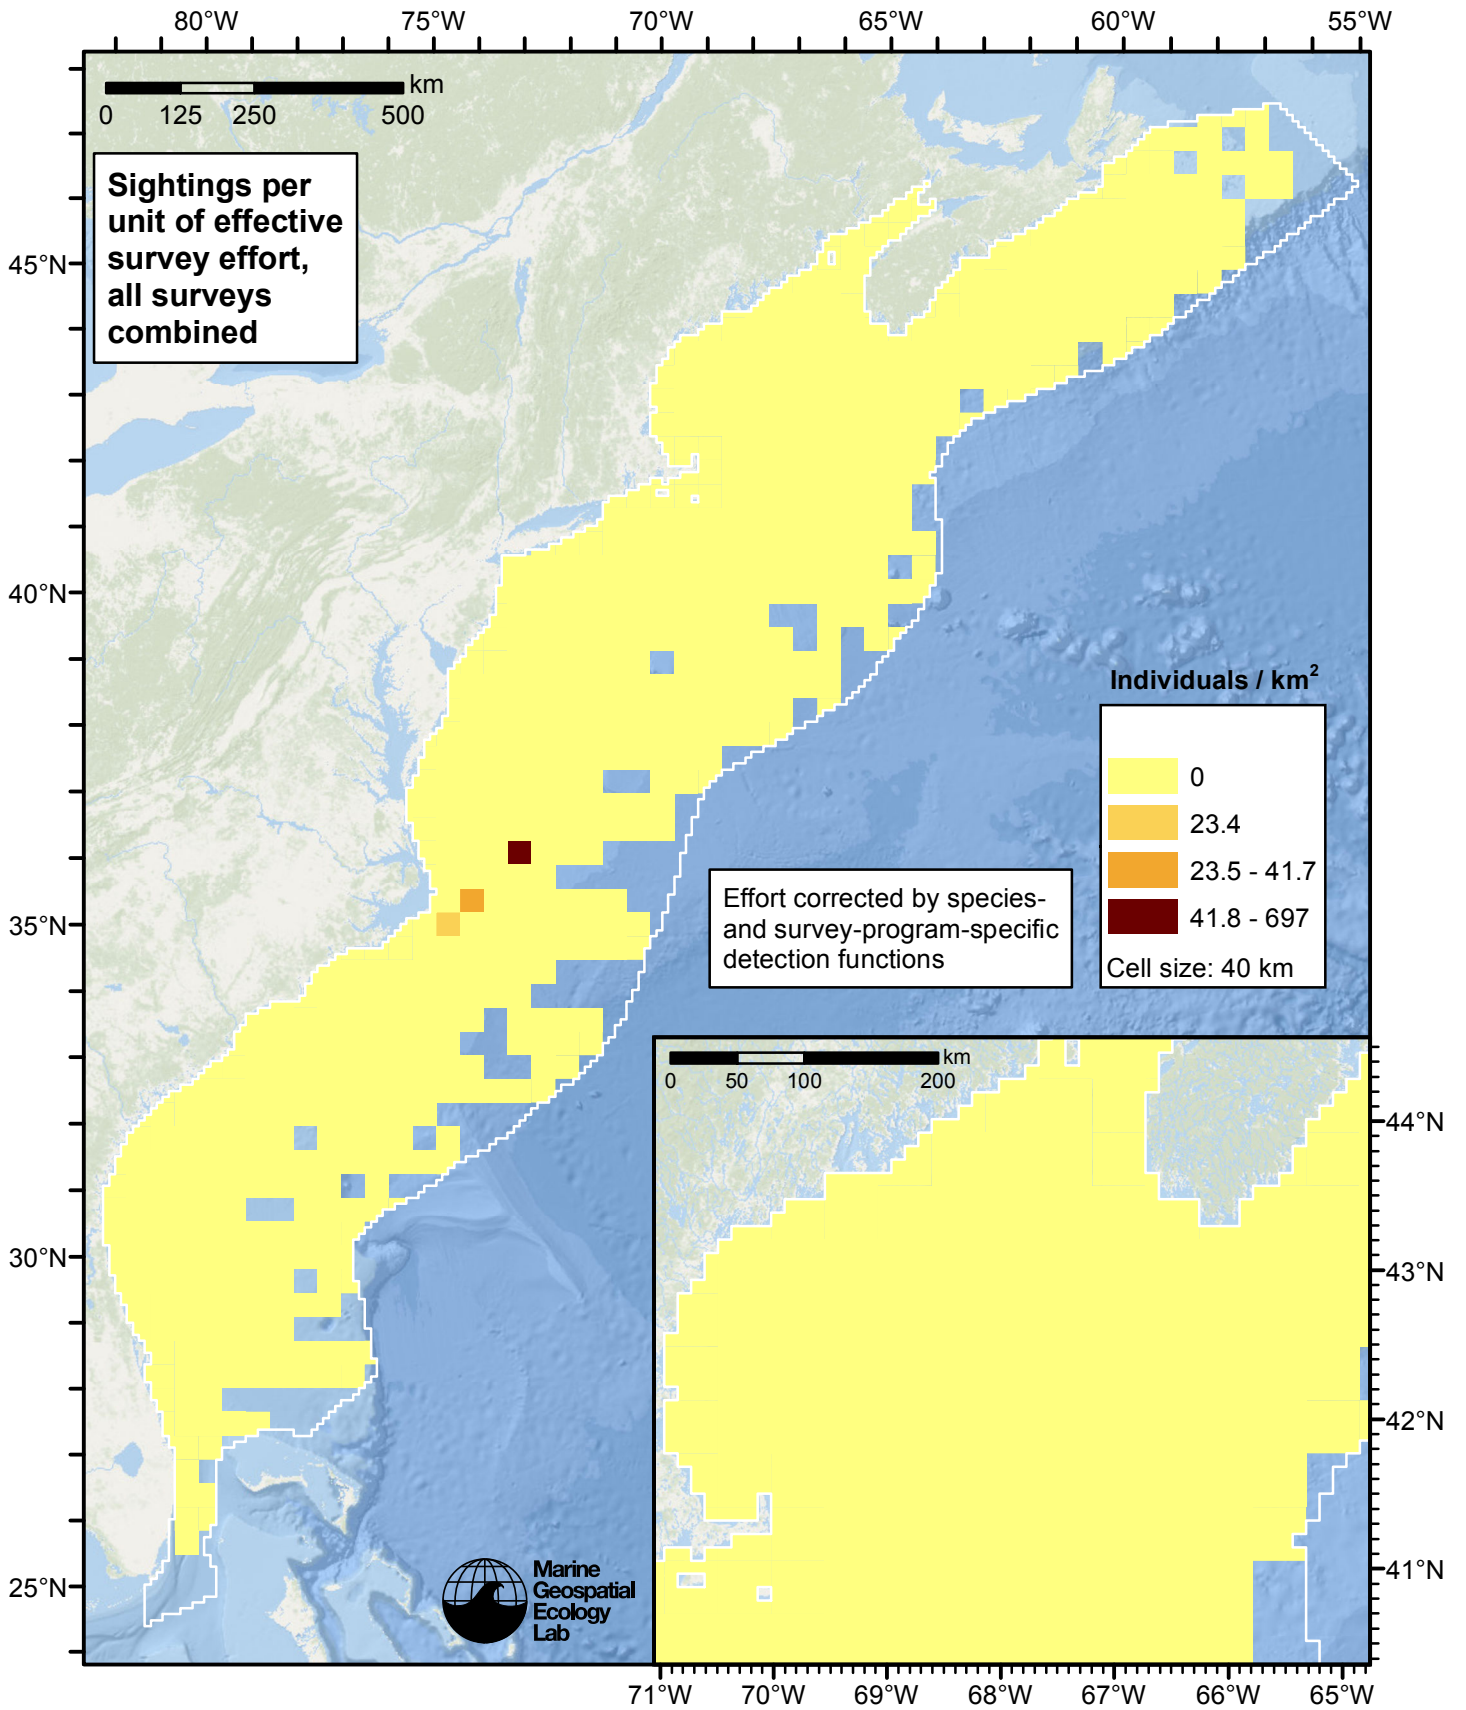 80°W 75°W 70°W 65°W 60°W 55°W
km
0 125 250 500
Sightings per
unit of effective
survey effort,
all surveys
combined
45°N
40°N
35°N
30°N
25°N
Individuals / km²
0
23.4
23.5 - 41.7
41.8 - 697
Cell size: 40 km
Effort corrected by species-
and survey-program-specific
detection functions
km
0 50 100 200
44°N
43°N
42°N
41°N
Marine
Geospatial
Ecology
Lab
71°W 70°W 69°W 68°W 67°W 66°W 65°W